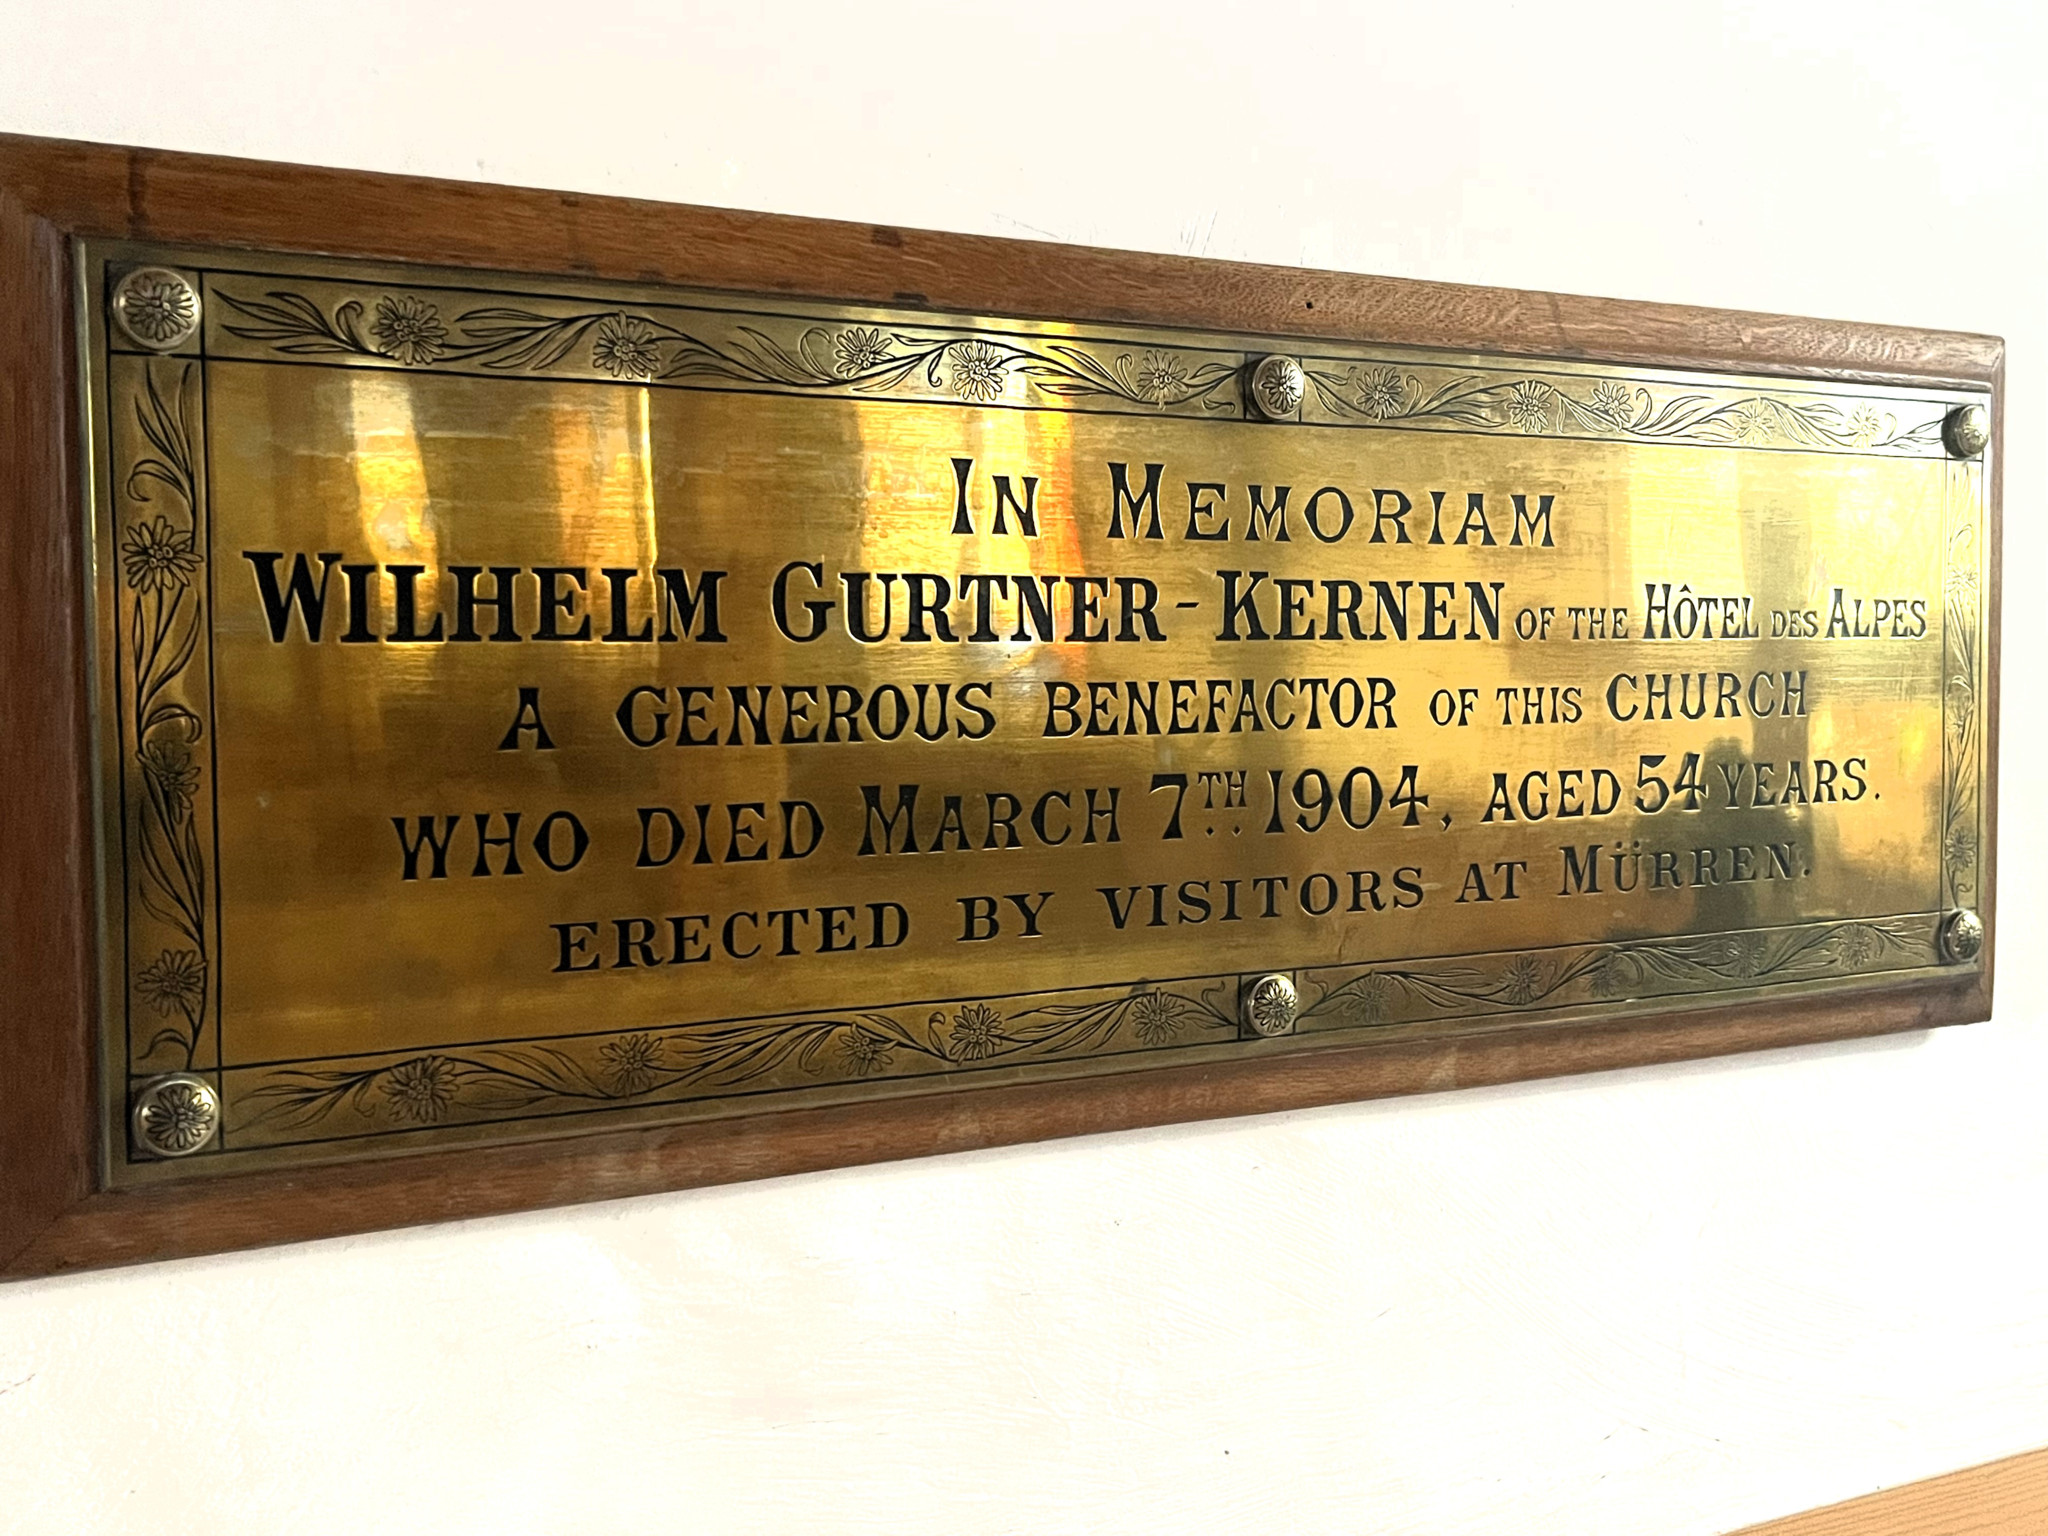 IN MEMORIAM
WILHELM GURTNER-KERNEN OF THE HÔTEL DES ALPES
A GENEROUS BENEFACTOR OF THIS CHURCH
WHO DIED MARCH 7TH 1904, AGED 54 YEARS.
ERECTED BY VISITORS AT MÜRREN.